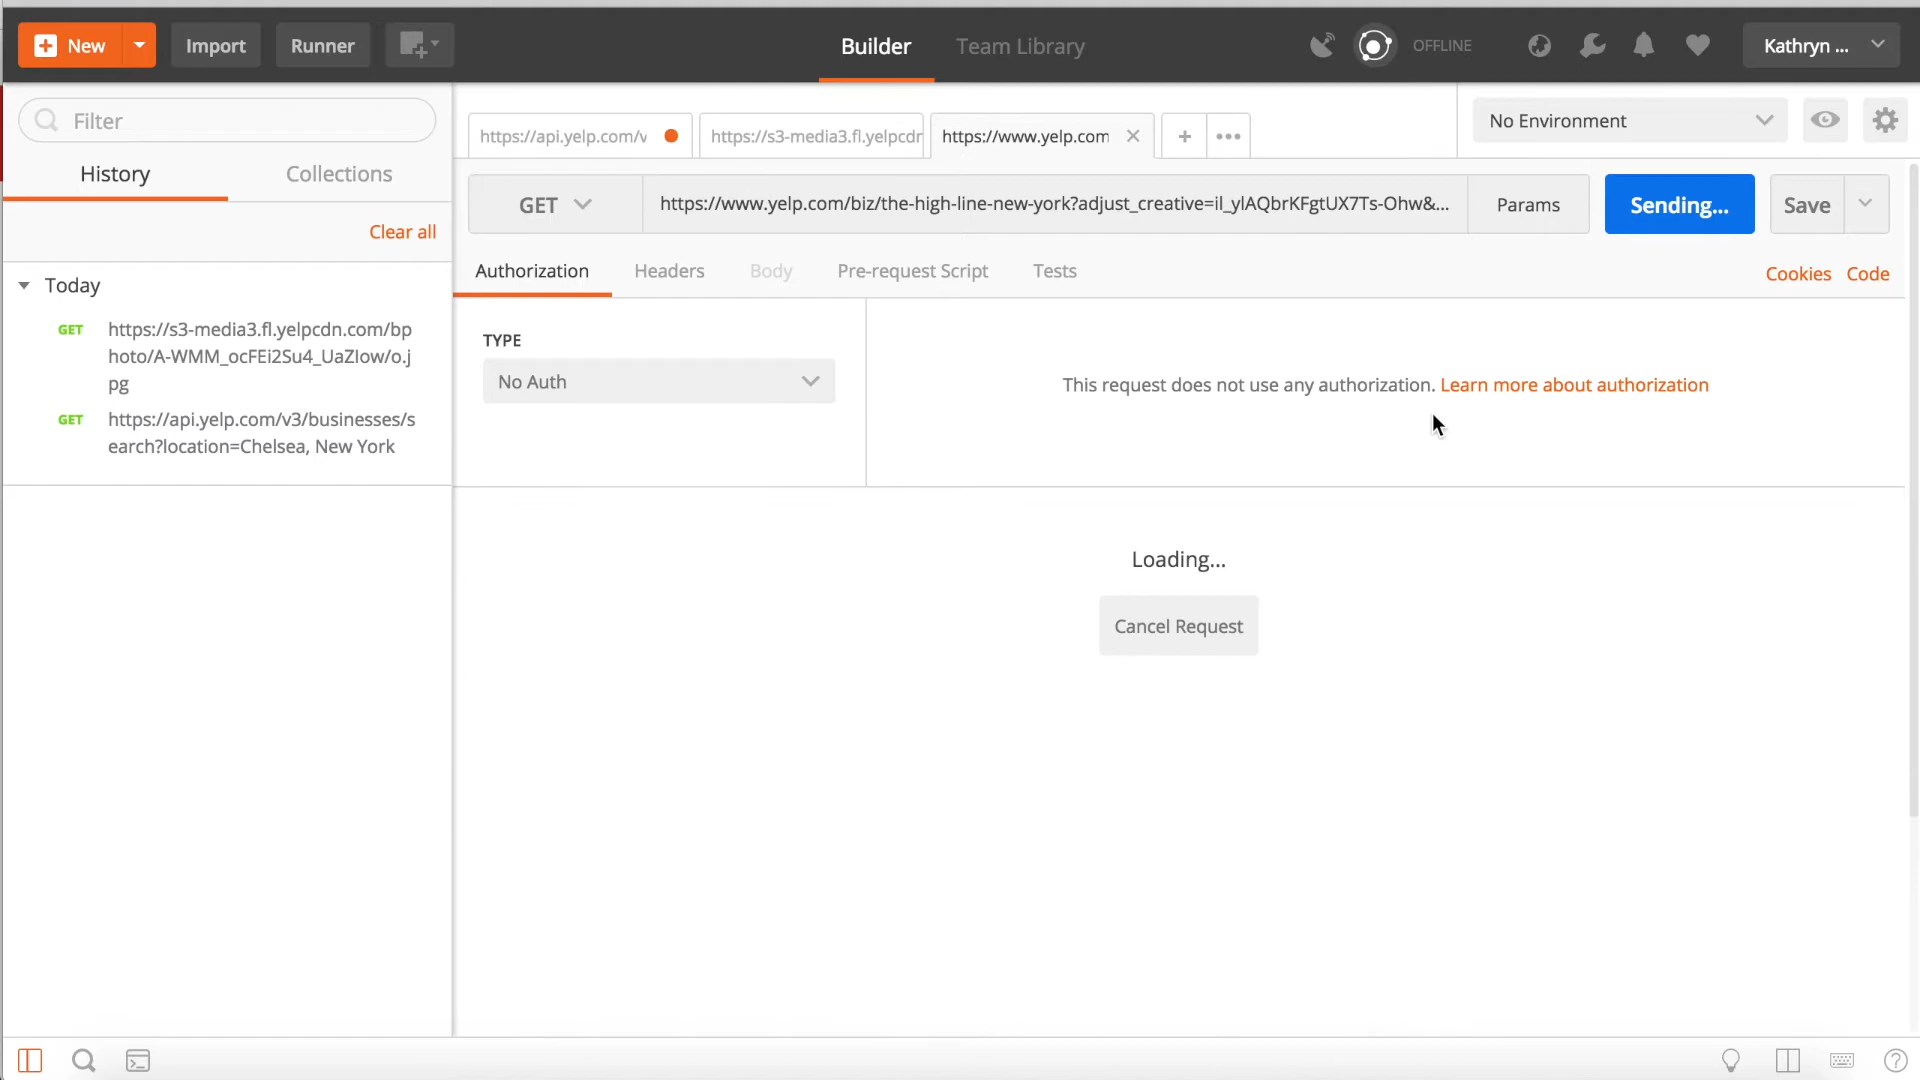 New
Import
Runner
Builder
Team Library
OFFLINE
Kathryn ...
Filter
History
Collections
Clear all
Today
GET
https://s3-media3.fl.yelpcdn.com/bp
hoto/A-WMM_ocFEi2Su4_UaZlow/o.j
pg
GET
https://api.yelp.com/v3/businesses/s
earch?location=Chelsea, New York
https://api.yelp.com/v
https://s3-media3.fl.yelpcdr
https://www.yelp.com
No Environment
GET
https://www.yelp.com/biz/the-high-line-new-york?adjust_creative=il_ylAQbrKFgtUX7Ts-Ohw&...
Params
Sending...
Save
Authorization
Headers
Body
Pre-request Script
Tests
Cookies
Code
TYPE
No Auth
This request does not use any authorization. Learn more about authorization
Loading...
Cancel Request